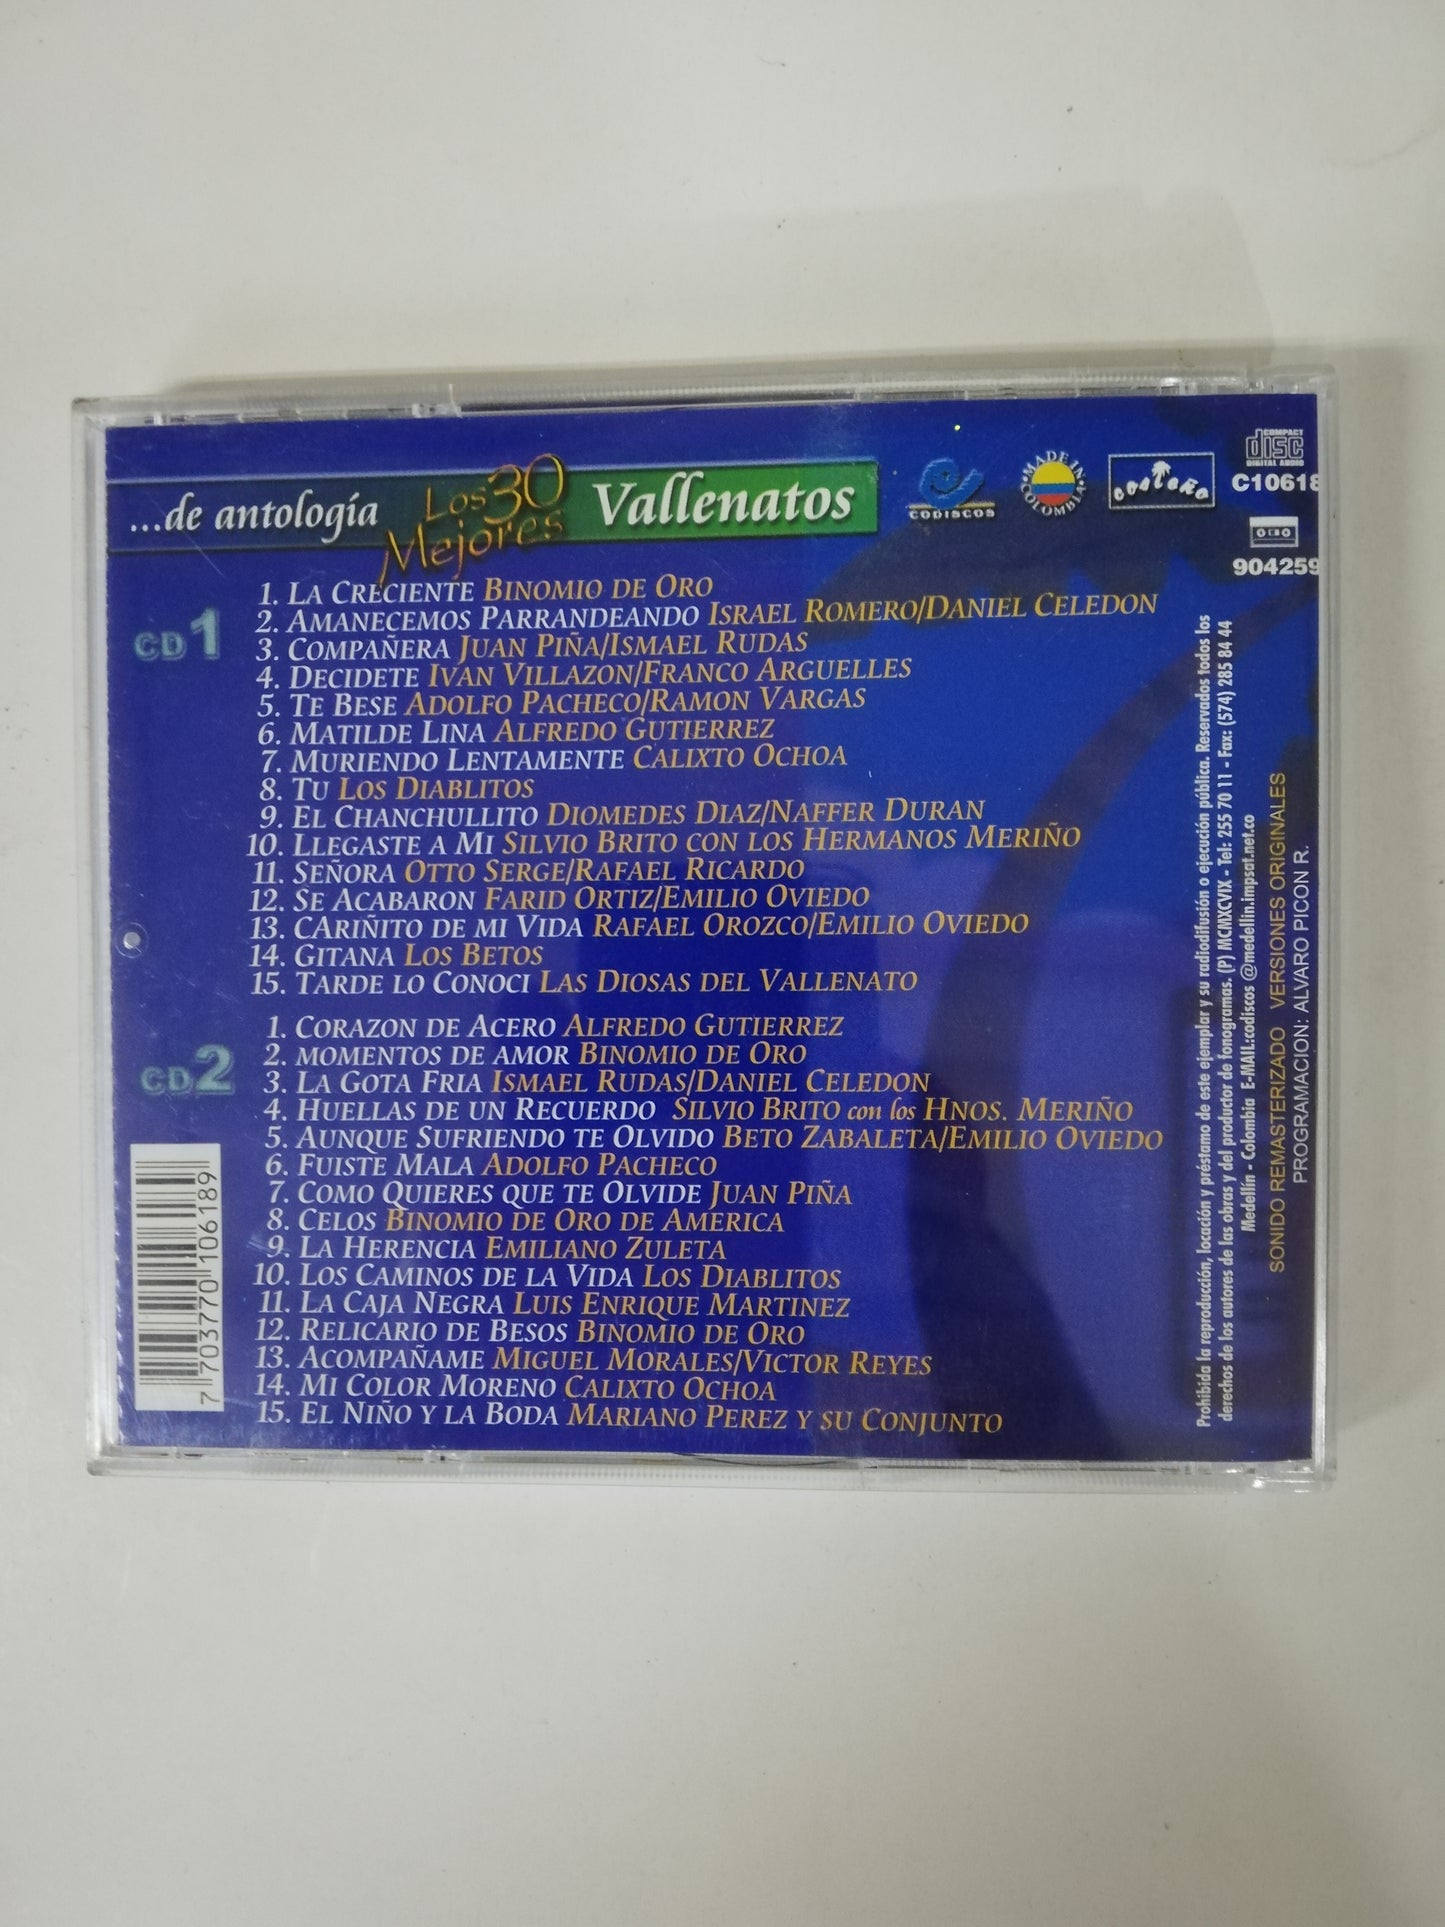 ...de antología Los 30 Mejores Vallenatos
CODISCOS
MADE IN COLOMBIA
COSTEÑO
COMPACT disc DIGITAL AUDIO
C10618
904259
CD 1
1. LA CRECIENTE BINOMIO DE ORO
2. AMANECEMOS PARRANDEANDO ISRAEL ROMERO/DANIEL CELEDON
3. COMPAÑERA JUAN PIÑA/ISMAEL RUDAS
4. DECIDETE IVAN VILLAZON/FRANCO ARGUELLES
5. TE BESE ADOLFO PACHECO/RAMON VARGAS
6. MATILDE LINA ALFREDO GUTIERREZ
7. MURIENDO LENTAMENTE CALIXTO OCHOA
8. TU LOS DIABLITOS
9. EL CHANCHULLITO DIOMEDES DIAZ/NAFFER DURAN
10. LLEGASTE A MI SILVIO BRITO CON LOS HERMANOS MERIÑO
11. SEÑORA OTTO SERGE/RAFAEL RICARDO
12. SE ACABARON FARID ORTIZ/EMILIO OVIEDO
13. CARIÑITO DE MI VIDA RAFAEL OROZCO/EMILIO OVIEDO
14. GITANA LOS BETOS
15. TARDE LO CONOCI LAS DIOSAS DEL VALLENATO
CD 2
1. CORAZON DE ACERO ALFREDO GUTIERREZ
2. MOMENTOS DE AMOR BINOMIO DE ORO
3. LA GOTA FRIA ISMAEL RUDAS/DANIEL CELEDON
4. HUELLAS DE UN RECUERDO SILVIO BRITO con los HNOS. MERIÑO
5. AUNQUE SUFRIENDO TE OLVIDO BETO ZABALETA/EMILIO OVIEDO
6. FUISTE MALA ADOLFO PACHECO
7. COMO QUIERES QUE TE OLVIDE JUAN PIÑA
8. CELOS BINOMIO DE ORO DE AMERICA
9. LA HERENCIA EMILIANO ZULETA
10. LOS CAMINOS DE LA VIDA LOS DIABLITOS
11. LA CAJA NEGRA LUIS ENRIQUE MARTINEZ
12. RELICARIO DE BESOS BINOMIO DE ORO
13. ACOMPAÑAME MIGUEL MORALES/VICTOR REYES
14. MI COLOR MORENO CALIXTO OCHOA
15. EL NIÑO Y LA BODA MARIANO PEREZ Y SU CONJUNTO
7 703770 106189
Prohibida la reproducción, locación y préstamo de este ejemplar y su radiodifusión o ejecución pública. Reservados todos los
derechos de los autores de las obras y del productor de fonogramas. (P) MCMXCVIX - Tel: 255 70 11 - Fax: (574) 285 84 44
Medellín - Colombia E-MAIL:codiscos @medellin.impsat.net.co
SONIDO REMASTERIZADO VERSIONES ORIGINALES
PROGRAMACION: ALVARO PICON R.